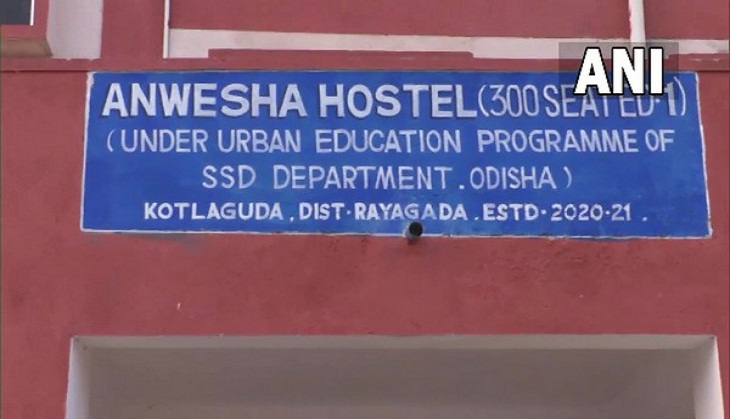 ANI
ANWESHA HOSTEL(300 SEATED-1)
(UNDER URBAN EDUCATION PROGRAMME OF
SSD DEPARTMENT.ODISHA)
KOTLAGUDA, DIST-RAYAGADA. ESTD-2020-21.